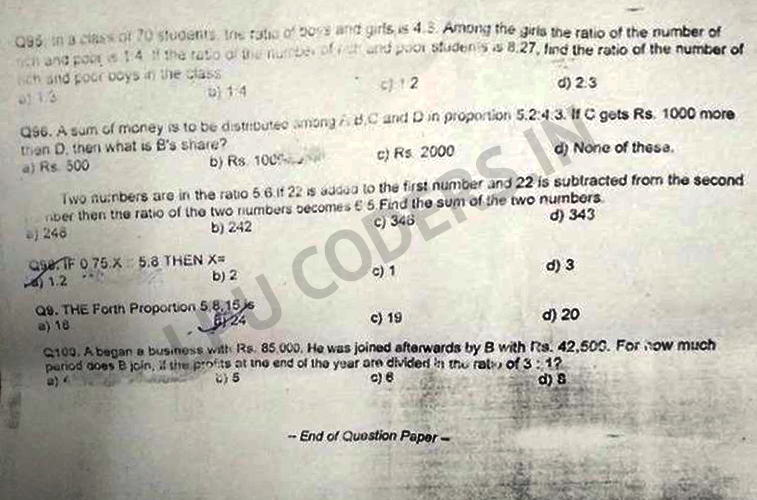 Q95. In a class of 70 students, the ratio of boys and girls is 4.3. Among the girls the ratio of the number of
rich and poor is 1:4. If the ratio of the number of rich and poor students is 8.27, find the ratio of the number of
rich and poor boys in the class
a) 1.3 b) 1:4 c) 1 2 d) 2.3
Q96. A sum of money is to be distributed among A, B,C and D in proportion 5.2:4.3. If C gets Rs. 1000 more
than D, then what is B's share?
a) Rs. 500 b) Rs. c) Rs. 2000 d) None of these.
Two numbers are in the ratio 5.6.If 22 is added to the first number and 22 is subtracted from the second
then the ratio of the two numbers becomes 6 5.Find the sum of the two numbers.
a) 246 b) 242 c) 346 d) 343
Q98. IF 0.75.X :: 5.8 THEN X=
a) 1.2 b) 2 c) 1 d) 3
Q9. THE Forth Proportion 5,8,15 is
a) 18 b) 24 c) 19 d) 20
Q100. A began a business with Rs. 85,000. He was joined afterwards by B with Rs. 42,500. For how much
period does B join, if the profits at the end of the year are divided in the ratio of 3 : 1?
a) b) 5 c) 6 d) 8
-- End of Question Paper --
LPU CODERS.IN